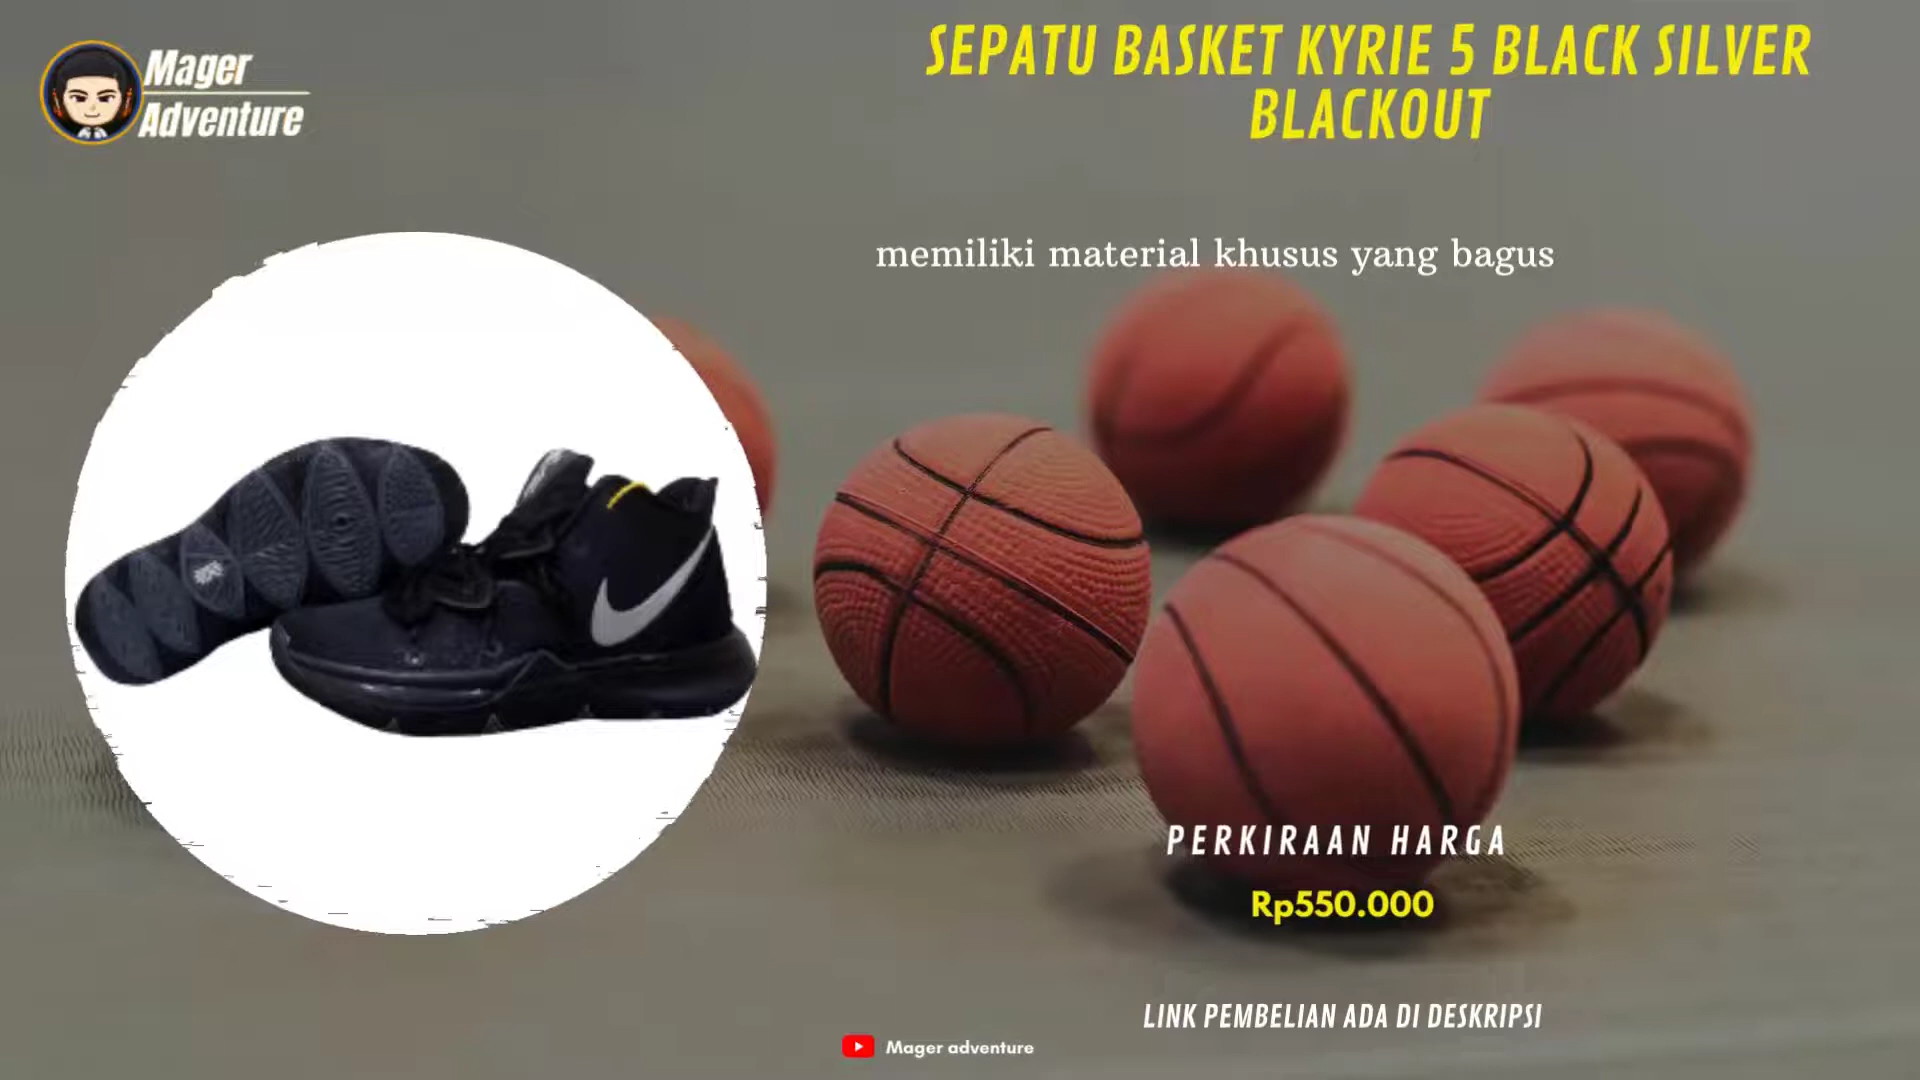 Mager
Adventure
SEPATU BASKET KYRIE 5 BLACK SILVER
BLACKOUT
memiliki material khusus yang bagus
PERKIRAAN HARGA
Rp550.000
LINK PEMBELIAN ADA DI DESKRIPSI
Mager adventure